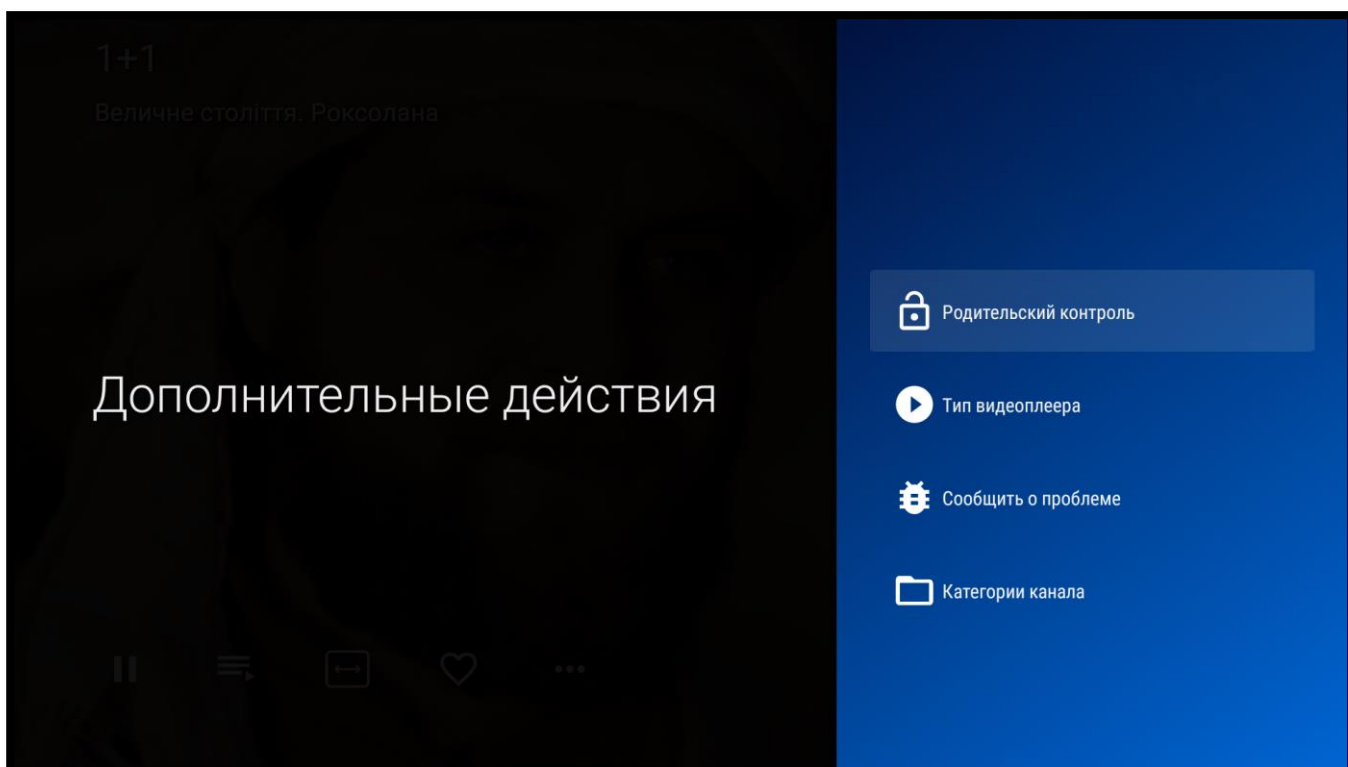 1+1
Величне століття. Роксолана
Дополнительные действия
Родительский контроль
Тип видеоплеера
Сообщить о проблеме
Категории канала